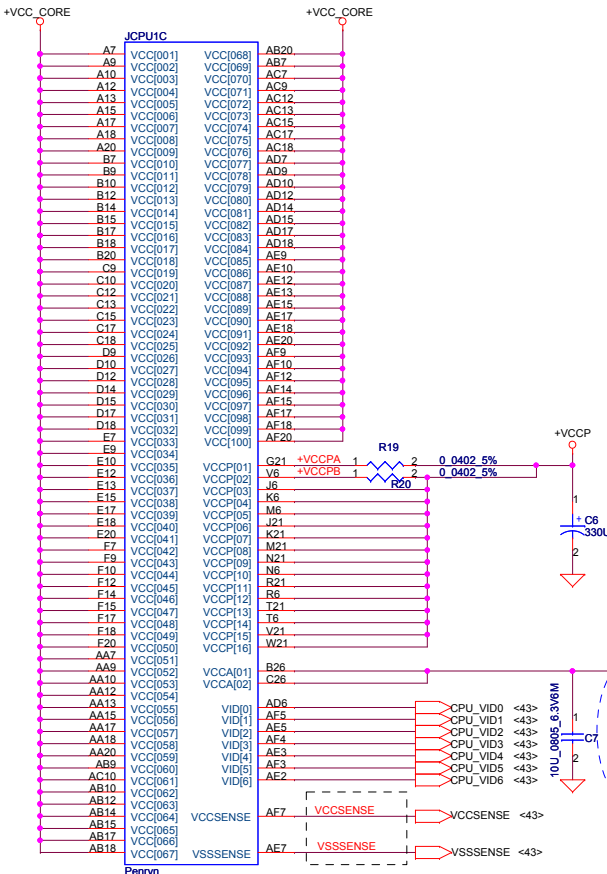 +VCC_CORE +VCC_CORE
JCPU1C
A7 VCC[001] VCC[068] AB20
A9 VCC[002] VCC[069] AB7
A10 VCC[003] VCC[070] AC7
A12 VCC[004] VCC[071] AC9
A13 VCC[005] VCC[072] AC12
A15 VCC[006] VCC[073] AC13
A17 VCC[007] VCC[074] AC15
A18 VCC[008] VCC[075] AC17
A20 VCC[009] VCC[076] AC18
B7 VCC[010] VCC[077] AD7
B9 VCC[011] VCC[078] AD9
B10 VCC[012] VCC[079] AD10
B12 VCC[013] VCC[080] AD12
B14 VCC[014] VCC[081] AD14
B15 VCC[015] VCC[082] AD15
B17 VCC[016] VCC[083] AD17
B18 VCC[017] VCC[084] AD18
B20 VCC[018] VCC[085] AE9
C9 VCC[019] VCC[086] AE10
C10 VCC[020] VCC[087] AE12
C12 VCC[021] VCC[088] AE13
C13 VCC[022] VCC[089] AE15
C15 VCC[023] VCC[090] AE17
C17 VCC[024] VCC[091] AE18
C18 VCC[025] VCC[092] AE20
D9 VCC[026] VCC[093] AF9
D10 VCC[027] VCC[094] AF10
D12 VCC[028] VCC[095] AF12
D14 VCC[029] VCC[096] AF14
D15 VCC[030] VCC[097] AF15
D17 VCC[031] VCC[098] AF17
D18 VCC[032] VCC[099] AF18
E7 VCC[033] VCC[100] AF20
E9 VCC[034]
+VCCP
R19
E10 VCC[035] VCCP[01] G21 +VCCPA 1 2 0_0402_5%
E12 VCC[036] VCCP[02] V6 +VCCPB 1 2 0_0402_5%
R20
E13 VCC[037] VCCP[03] J6
E15 VCC[038] VCCP[04] K6
E17 VCC[039] VCCP[05] M6
E18 VCC[040] VCCP[06] J21
E20 VCC[041] VCCP[07] K21
F7 VCC[042] VCCP[08] M21
F9 VCC[043] VCCP[09] N21
F10 VCC[044] VCCP[10] N6
F12 VCC[045] VCCP[11] R21
F14 VCC[046] VCCP[12] R6
F15 VCC[047] VCCP[13] T21
F17 VCC[048] VCCP[14] T6
F18 VCC[049] VCCP[15] V21
F20 VCC[050] VCCP[16] W21
1
+ C6
330U
2
AA7 VCC[051]
AA9 VCC[052] VCCA[01] B26
AA10 VCC[053] VCCA[02] C26
AA12 VCC[054]
AA13 VCC[055] VID[0] AD6 CPU_VID0 <43>
AA15 VCC[056] VID[1] AF5 CPU_VID1 <43>
AA17 VCC[057] VID[2] AE5 CPU_VID2 <43>
AA18 VCC[058] VID[3] AF4 CPU_VID3 <43>
AA20 VCC[059] VID[4] AE3 CPU_VID4 <43>
AB9 VCC[060] VID[5] AF3 CPU_VID5 <43>
AC10 VCC[061] VID[6] AE2 CPU_VID6 <43>
10U_0805_6.3V6M
1
C7
2
AB10 VCC[062]
AB12 VCC[063]
AB14 VCC[064] VCCSENSE AF7 VCCSENSE VCCSENSE <43>
AB15 VCC[065]
AB17 VCC[066]
AB18 VCC[067] VSSSENSE AE7 VSSSENSE VSSSENSE <43>
Penryn